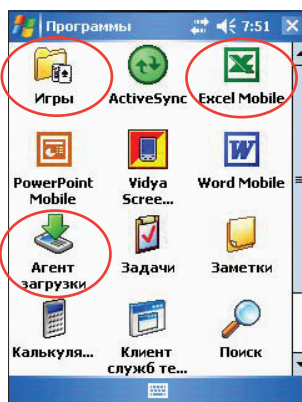 Программы 7:51
Игры ActiveSync Excel Mobile
PowerPoint Mobile Vidya Scree... Word Mobile
Агент загрузки Задачи Заметки
Калькуля... Клиент служб те... Поиск